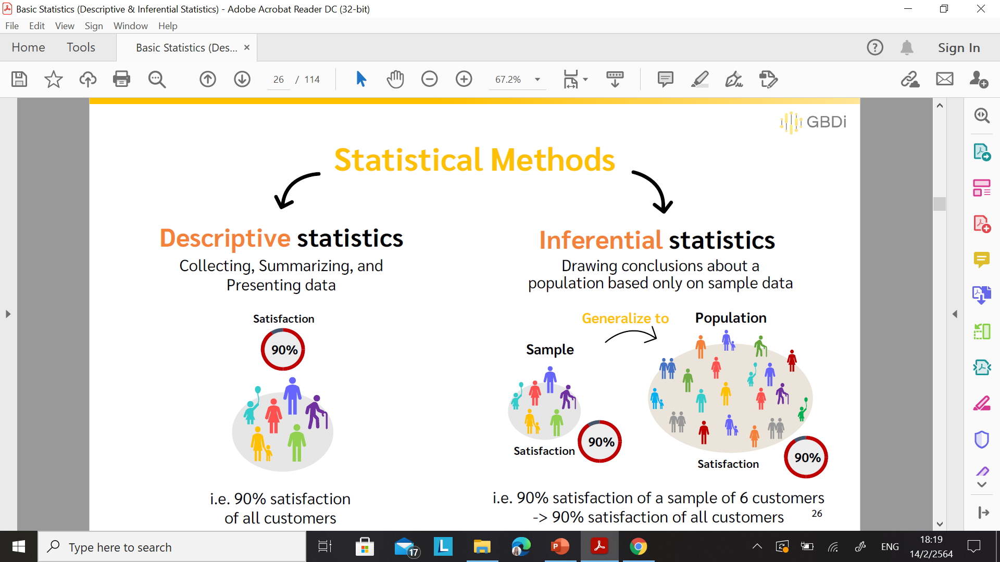 Basic Statistics (Descriptive & Inferential Statistics) - Adobe Acrobat Reader DC (32-bit)
File Edit View Sign Window Help
Home Tools Basic Statistics (Des... × Sign In
26 / 114 67.2%
GBDi
Statistical Methods
Descriptive statistics
Collecting, Summarizing, and
Presenting data
Satisfaction
90%
i.e. 90% satisfaction
of all customers
Inferential statistics
Drawing conclusions about a
population based only on sample data
Generalize to
Population
Sample
Satisfaction
90%
Satisfaction
90%
i.e. 90% satisfaction of a sample of 6 customers
-> 90% satisfaction of all customers
26
Type here to search
17
L
P
ENG
18:19
14/2/2564